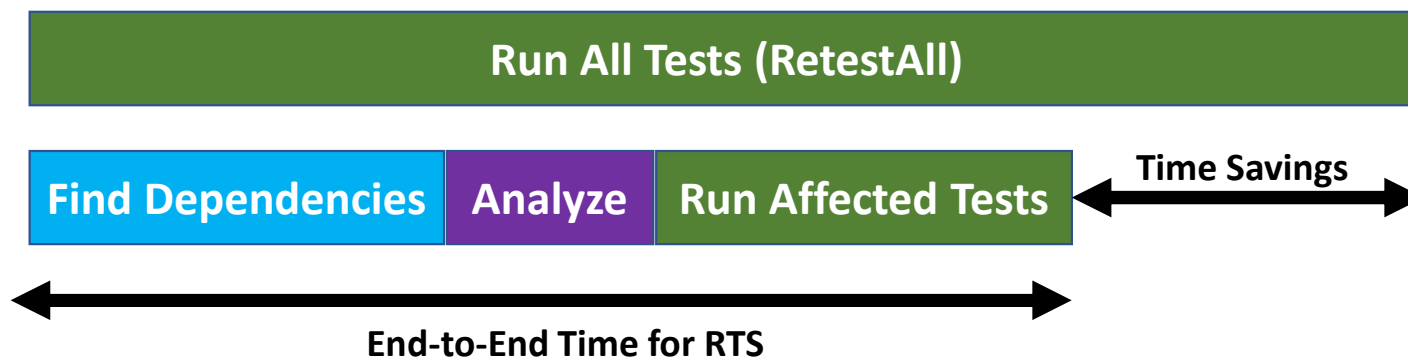 Run All Tests (RetestAll)
Find Dependencies Analyze Run Affected Tests Time Savings
End-to-End Time for RTS